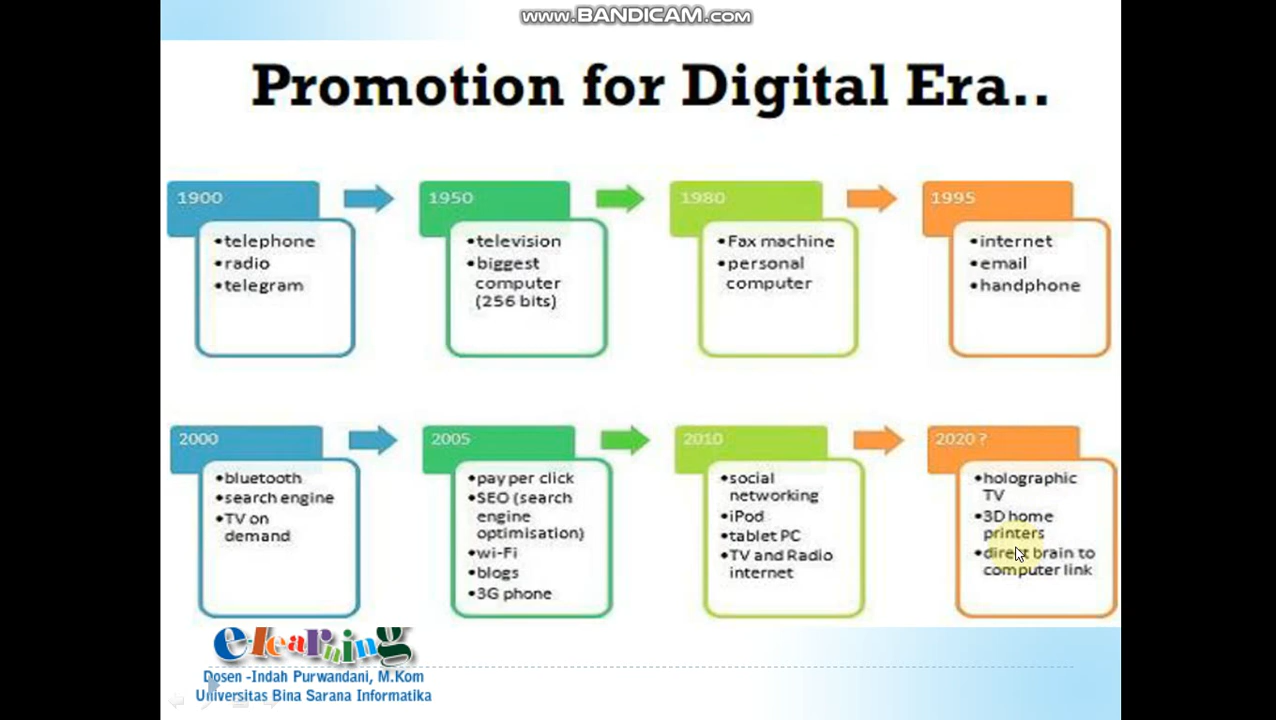 www.BANDICAM.com
Promotion for Digital Era..
1900
•telephone
•radio
•telegram
1950
•television
•biggest
computer
(256 bits)
1980
•Fax machine
•personal
computer
1995
•internet
•email
•handphone
2000
•bluetooth
•search engine
•TV on
demand
2005
•pay per click
•SEO (search
engine
optimisation)
•wi-Fi
•blogs
•3G phone
2010
•social
networking
•iPod
•tablet PC
•TV and Radio
internet
2020 ?
•holographic
TV
•3D home
printers
•direct brain to
computer link
e-learning
Dosen -Indah Purwandani, M.Kom
Universitas Bina Sarana Informatika